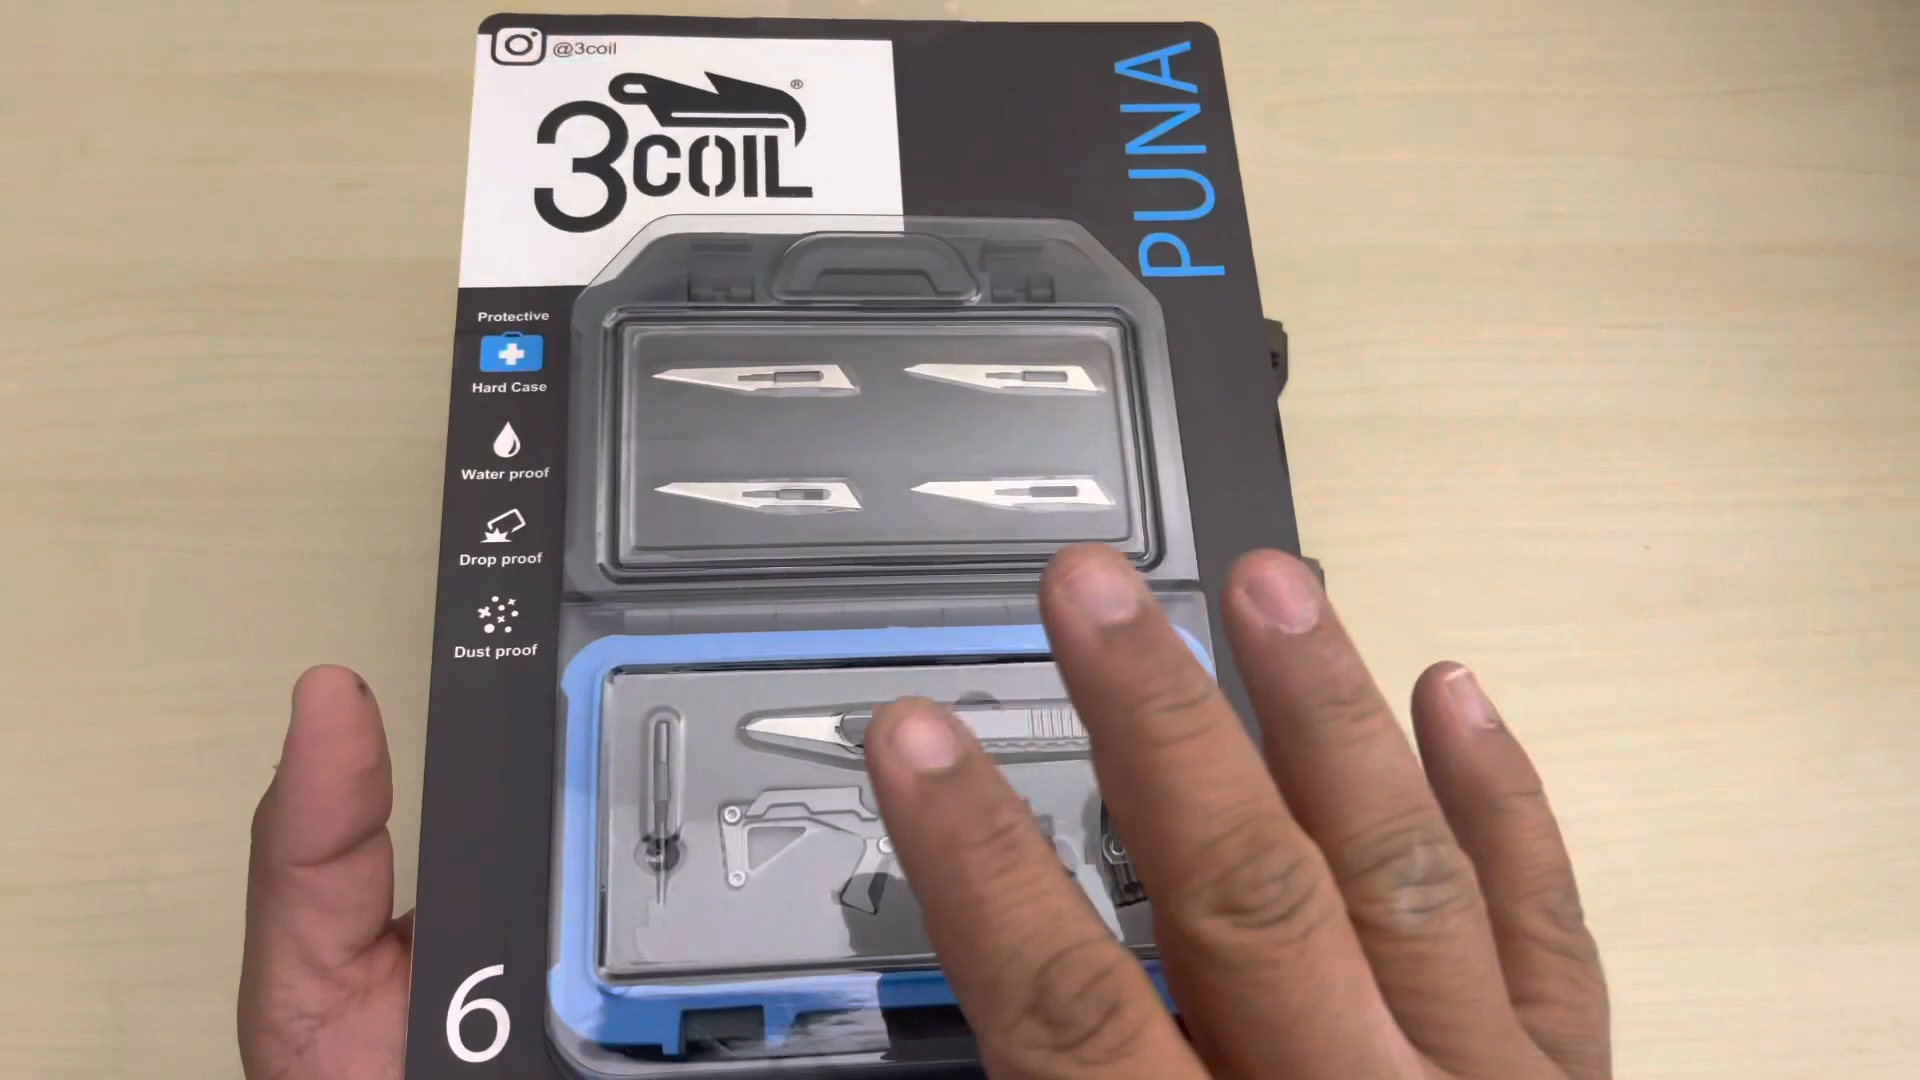 @3coil
3COIL®
PUNA
Protective
Hard Case
Water proof
Drop proof
Dust proof
6